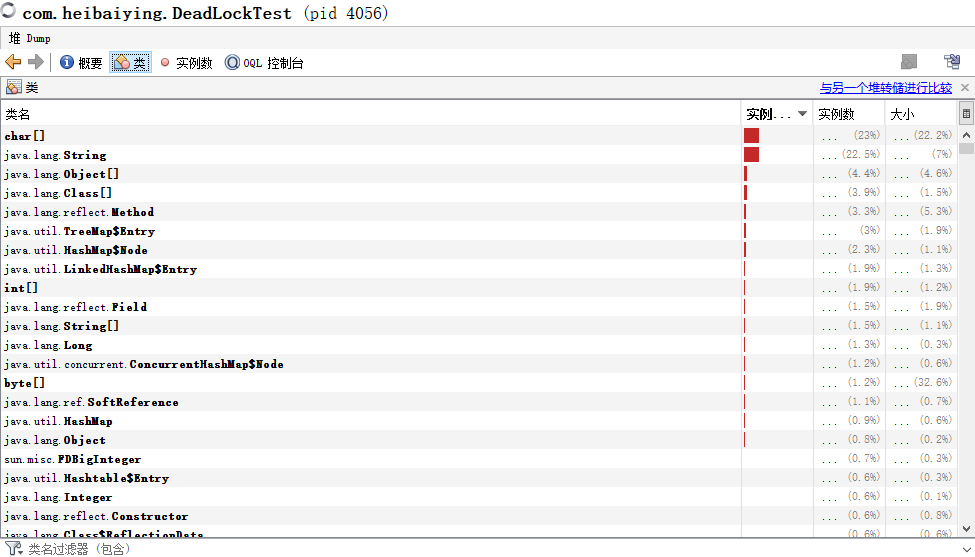 com.heibaiying.DeadLockTest (pid 4056)
堆 Dump
概要 类 实例数 OQL 控制台
类 与另一个堆转储进行比较
类名 实例... 实例数 大小
char[] ... (23%) ... (22.2%)
java.lang.String ... (22.5%) ... (7%)
java.lang.Object[] ... (4.4%) ... (4.6%)
java.lang.Class[] ... (3.9%) ... (1.5%)
java.lang.reflect.Method ... (3.3%) ... (5.3%)
java.util.TreeMap$Entry ... (3%) ... (1.9%)
java.util.HashMap$Node ... (2.3%) ... (1.1%)
java.util.LinkedHashMap$Entry ... (1.9%) ... (1.3%)
int[] ... (1.9%) ... (1.2%)
java.lang.reflect.Field ... (1.5%) ... (1.9%)
java.lang.String[] ... (1.5%) ... (1.1%)
java.lang.Long ... (1.3%) ... (0.3%)
java.util.concurrent.ConcurrentHashMap$Node ... (1.2%) ... (0.6%)
byte[] ... (1.2%) ... (32.6%)
java.lang.ref.SoftReference ... (1.1%) ... (0.7%)
java.util.HashMap ... (0.9%) ... (0.6%)
java.lang.Object ... (0.8%) ... (0.2%)
sun.misc.FDBigInteger ... (0.7%) ... (0.3%)
java.util.Hashtable$Entry ... (0.6%) ... (0.3%)
java.lang.Integer ... (0.6%) ... (0.1%)
java.lang.reflect.Constructor ... (0.6%) ... (0.8%)
java.lang.Class$ReflectionData ... (0.6%) ... (0.6%)
类名过滤器 (包含)